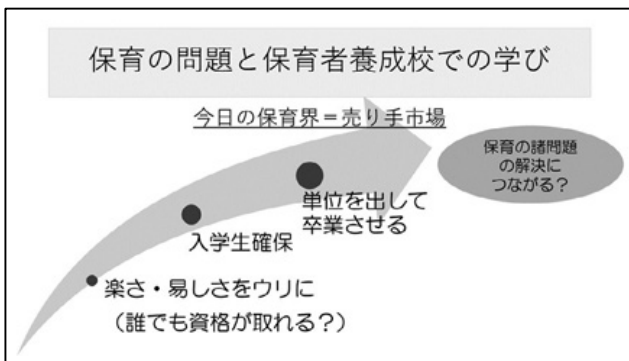 保育の問題と保育者養成校での学び
今日の保育界＝売り手市場
保育の諸問題
の解決に
つながる？
単位を出して
卒業させる
入学生確保
楽さ・易しさをウリに
（誰でも資格が取れる？）